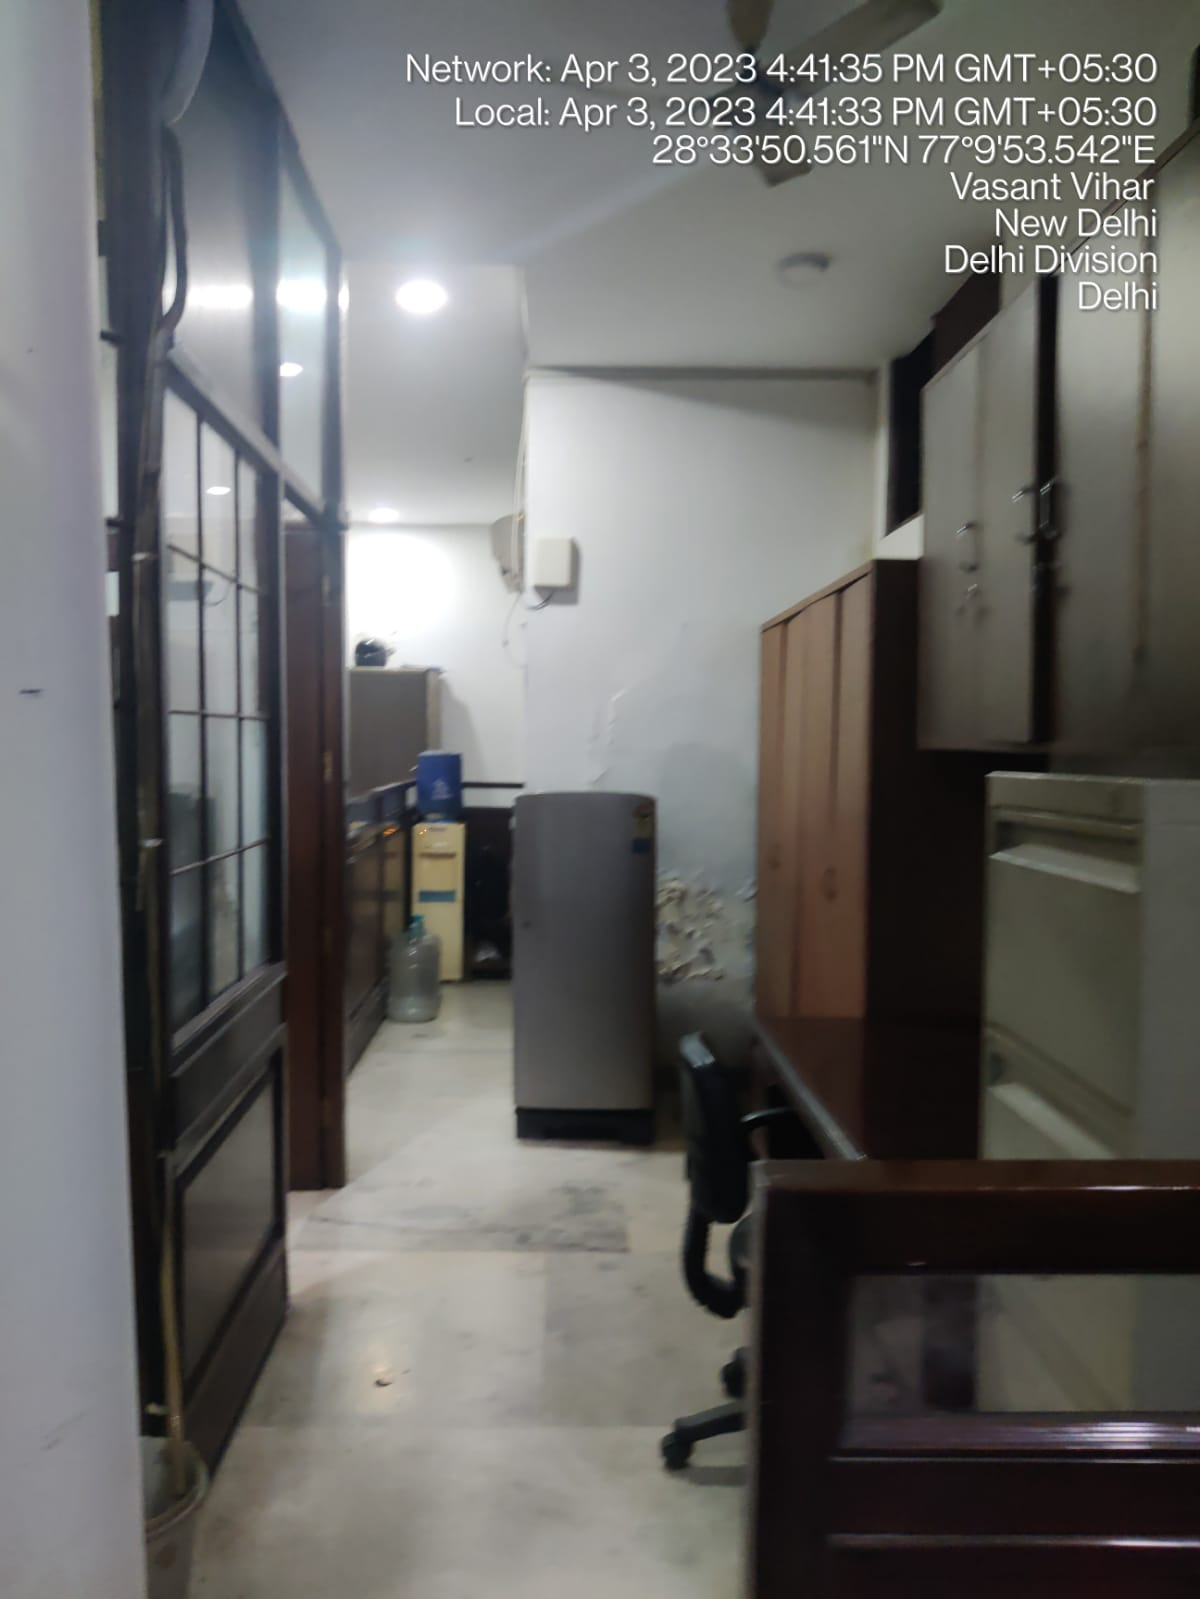 Network: Apr 3, 2023 4:41:35 PM GMT+05:30
Local: Apr 3, 2023 4:41:33 PM GMT+05:30
28°33'50.561"N 77°9'53.542"E
Vasant Vihar
New Delhi
Delhi Division
Delhi